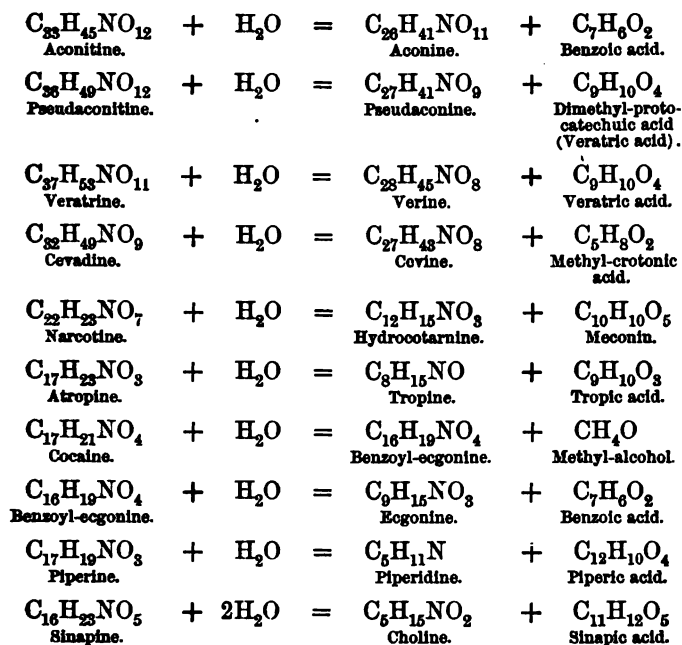 C₃₃H₄₅NO₁₂ + H₂O = C₂₆H₄₁NO₁₁ + C₇H₆O₂
Aconitine. Aconine. Benzoic acid.
C₃₆H₄₉NO₁₂ + H₂O = C₂₇H₄₁NO₉ + C₉H₁₀O₄
Pseudaconitine. Pseudaconine. Dimethyl-proto-
catechuic acid
(Veratric acid).
C₃₇H₅₃NO₁₁ + H₂O = C₂₈H₄₅NO₈ + C₉H₁₀O₄
Veratrine. Verine. Veratric acid.
C₃₂H₄₉NO₉ + H₂O = C₂₇H₄₃NO₈ + C₅H₈O₂
Cevadine. Covine. Methyl-crotonic
acid.
C₂₂H₂₃NO₇ + H₂O = C₁₂H₁₅NO₃ + C₁₀H₁₀O₅
Narcotine. Hydrocotarnine. Meconin.
C₁₇H₂₃NO₃ + H₂O = C₈H₁₅NO + C₉H₁₀O₃
Atropine. Tropine. Tropic acid.
C₁₇H₂₁NO₄ + H₂O = C₁₆H₁₉NO₄ + CH₄O
Cocaine. Benzoyl-ecgonine. Methyl-alcohol.
C₁₆H₁₉NO₄ + H₂O = C₉H₁₅NO₃ + C₇H₆O₂
Benzoyl-ecgonine. Ecgonine. Benzoic acid.
C₁₇H₁₉NO₃ + H₂O = C₅H₁₁N + C₁₂H₁₀O₄
Piperine. Piperidine. Piperic acid.
C₁₆H₂₃NO₅ + 2H₂O = C₅H₁₅NO₂ + C₁₁H₁₂O₅
Sinapine. Choline. Sinapic acid.